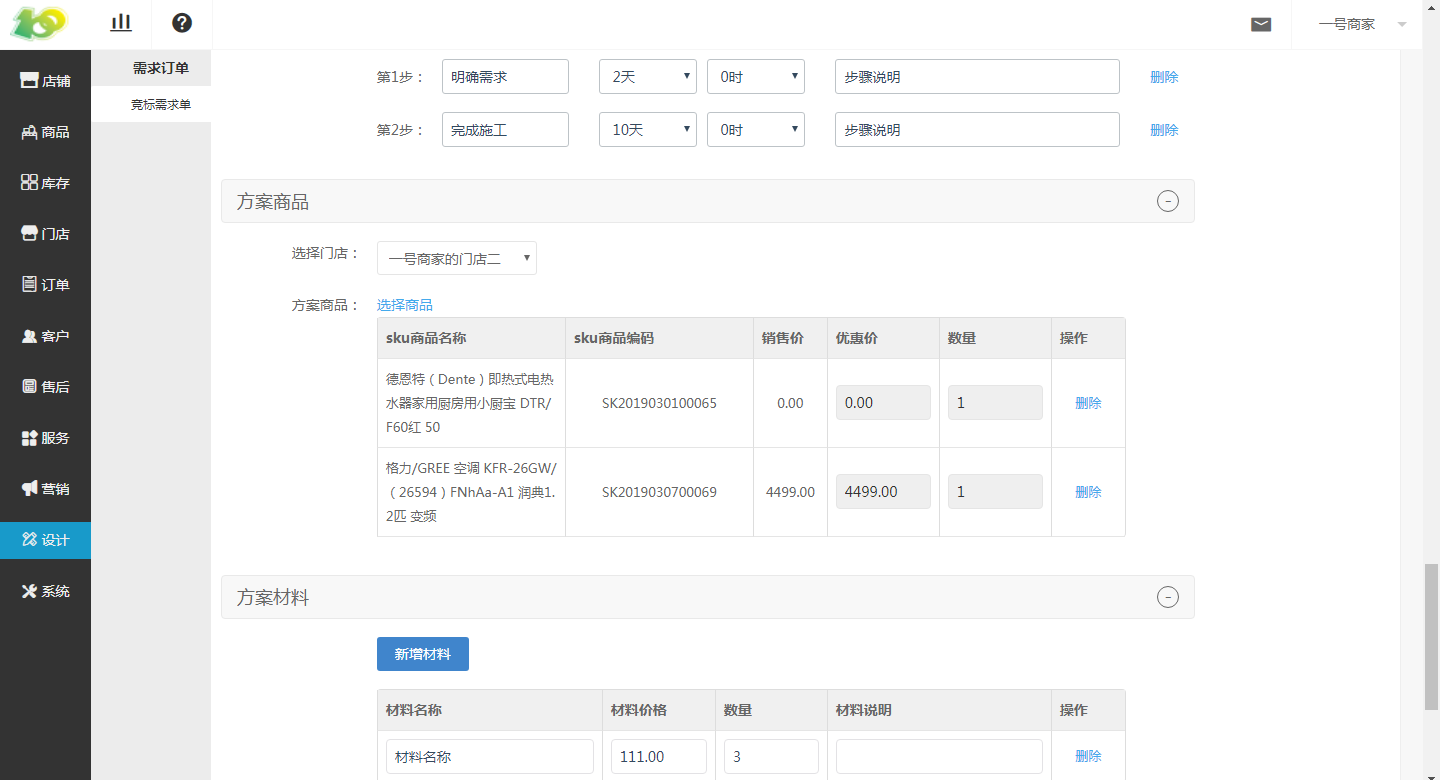 一号商家
店铺
商品
库存
门店
订单
客户
售后
服务
营销
设计
系统
需求订单
竞标需求单
第1步： 明确需求 2天 0时 步骤说明 删除
第2步： 完成施工 10天 0时 步骤说明 删除
方案商品
选择门店： 一号商家的门店二
方案商品： 选择商品
sku商品名称 sku商品编码 销售价 优惠价 数量 操作
德恩特（Dente）即热式电热
水器家用厨房用小厨宝 DTR/ SK2019030100065 0.00 0.00 1 删除
F60红 50
格力/GREE 空调 KFR-26GW/
（26594）FNhAa-A1 润典1. SK2019030700069 4499.00 4499.00 1 删除
2匹 变频
方案材料
新增材料
材料名称 材料价格 数量 材料说明 操作
材料名称 111.00 3 删除